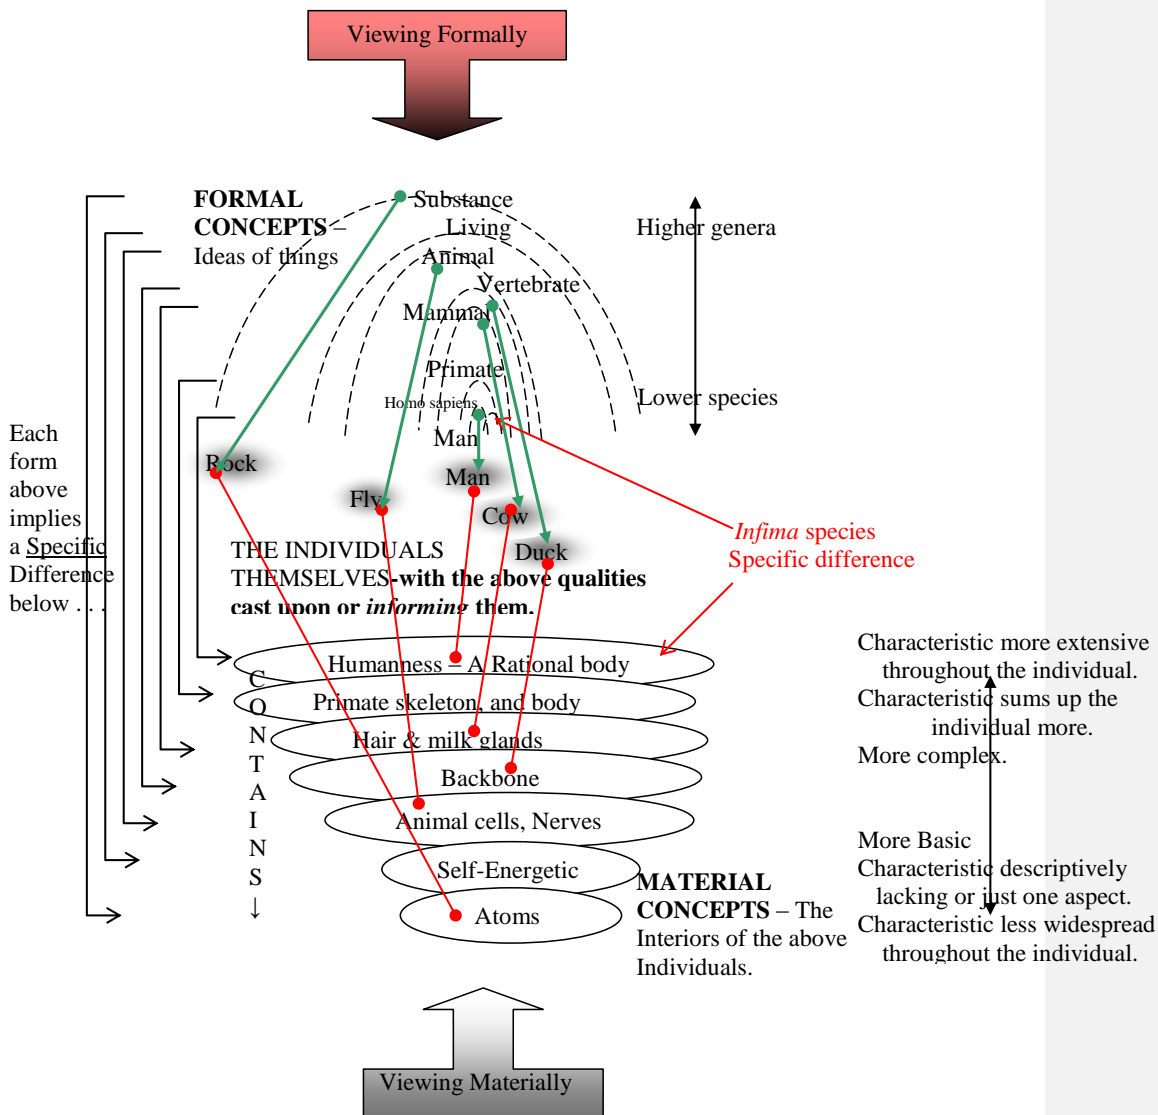 Viewing Formally
FORMAL
CONCEPTS –
Ideas of things
Substance
Living
Animal
Vertebrate
Mammal
Primate
Homo sapiens
Man
Higher genera
Lower species
Each
form
above
implies
a Specific
Difference
below . . .
Rock
Fly
Man
Cow
Duck
THE INDIVIDUALS
THEMSELVES-with the above qualities
cast upon or informing them.
Infima species
Specific difference
C
O
N
T
A
I
N
S
↓
Humanness – A Rational body
Primate skeleton, and body
Hair & milk glands
Backbone
Animal cells, Nerves
Self-Energetic
Atoms
MATERIAL
CONCEPTS – The
Interiors of the above
Individuals.
Characteristic more extensive
throughout the individual.
Characteristic sums up the
individual more.
More complex.
More Basic
Characteristic descriptively
lacking or just one aspect.
Characteristic less widespread
throughout the individual.
Viewing Materially